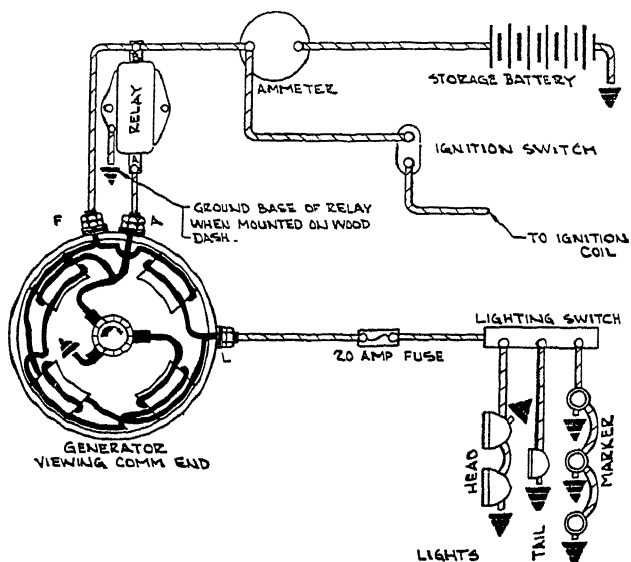 RELAY
AMMETER
STORAGE BATTERY
IGNITION SWITCH
F
A
GROUND BASE OF RELAY
WHEN MOUNTED ON WOOD
DASH.
TO IGNITION
COIL
L
20 AMP FUSE
LIGHTING SWITCH
GENERATOR
VIEWING COMM END
HEAD
TAIL
MARKER
LIGHTS